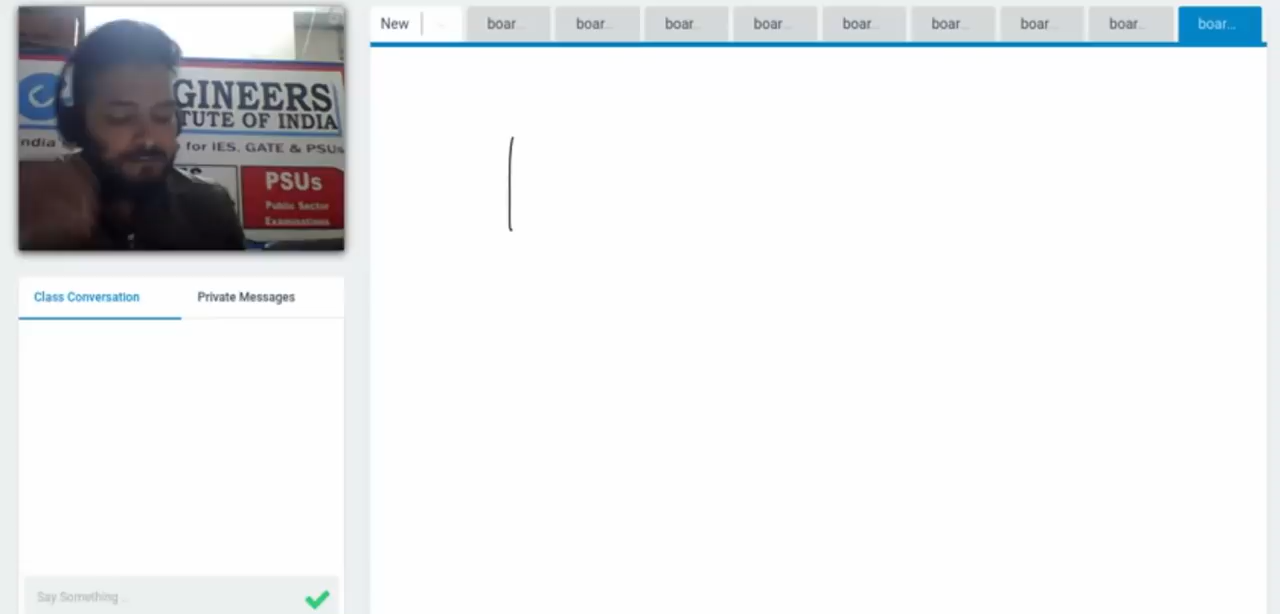 New
boar...
boar...
boar...
boar...
boar...
boar...
boar...
boar...
boar...
GINEERS
TUTE OF INDIA
ndia
for IES, GATE & PSUs
PSUs
Public Sector
Examinations
Class Conversation
Private Messages
Say Something...